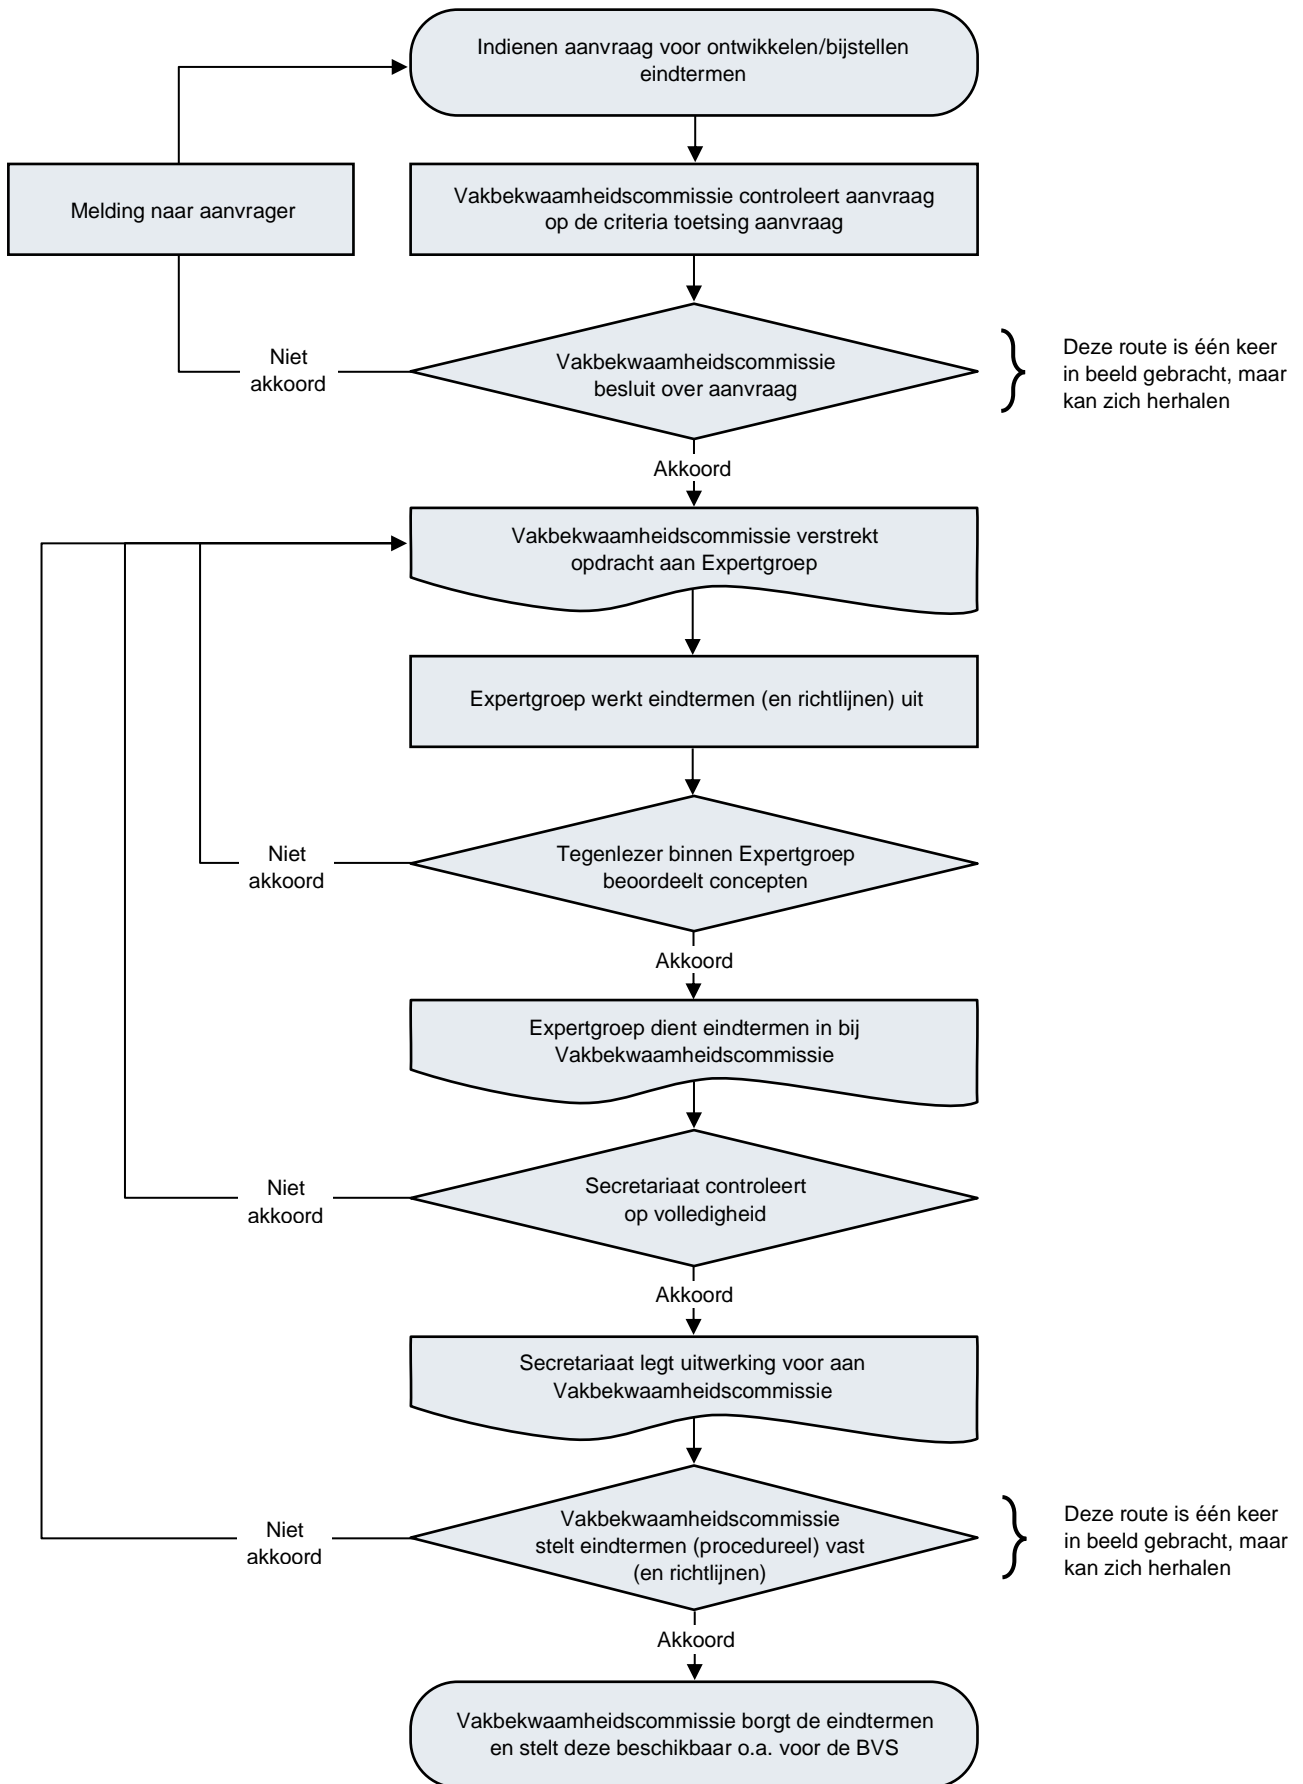 Indienen aanvraag voor ontwikkelen/bijstellen
eindtermen
Melding naar aanvrager
Vakbekwaamheidscommissie controleert aanvraag
op de criteria toetsing aanvraag
Niet
akkoord
Vakbekwaamheidscommissie
besluit over aanvraag
Deze route is één keer
in beeld gebracht, maar
kan zich herhalen
Akkoord
Vakbekwaamheidscommissie verstrekt
opdracht aan Expertgroep
Expertgroep werkt eindtermen (en richtlijnen) uit
Niet
akkoord
Tegenlezer binnen Expertgroep
beoordeelt concepten
Akkoord
Expertgroep dient eindtermen in bij
Vakbekwaamheidscommissie
Niet
akkoord
Secretariaat controleert
op volledigheid
Akkoord
Secretariaat legt uitwerking voor aan
Vakbekwaamheidscommissie
Niet
akkoord
Vakbekwaamheidscommissie
stelt eindtermen (procedureel) vast
(en richtlijnen)
Deze route is één keer
in beeld gebracht, maar
kan zich herhalen
Akkoord
Vakbekwaamheidscommissie borgt de eindtermen
en stelt deze beschikbaar o.a. voor de BVS